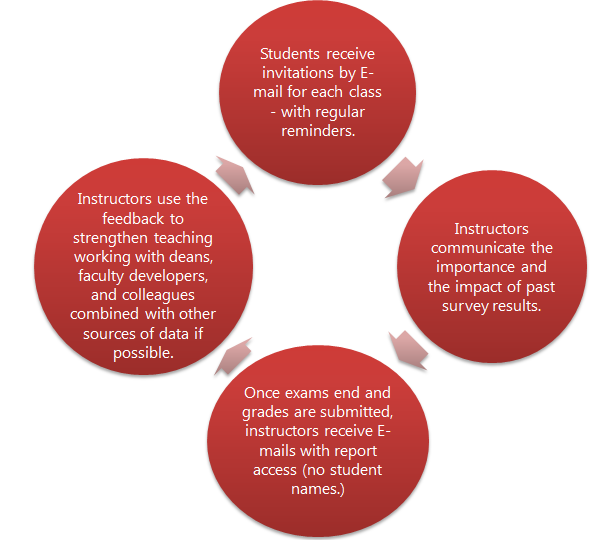 Students receive
invitations by E-
mail for each class
- with regular
reminders.
Instructors
communicate the
importance and
the impact of past
survey results.
Once exams end and
grades are submitted,
instructors receive E-
mails with report
access (no student
names.)
Instructors use the
feedback to
strengthen teaching
working with deans,
faculty developers,
and colleagues
combined with other
sources of data if
possible.